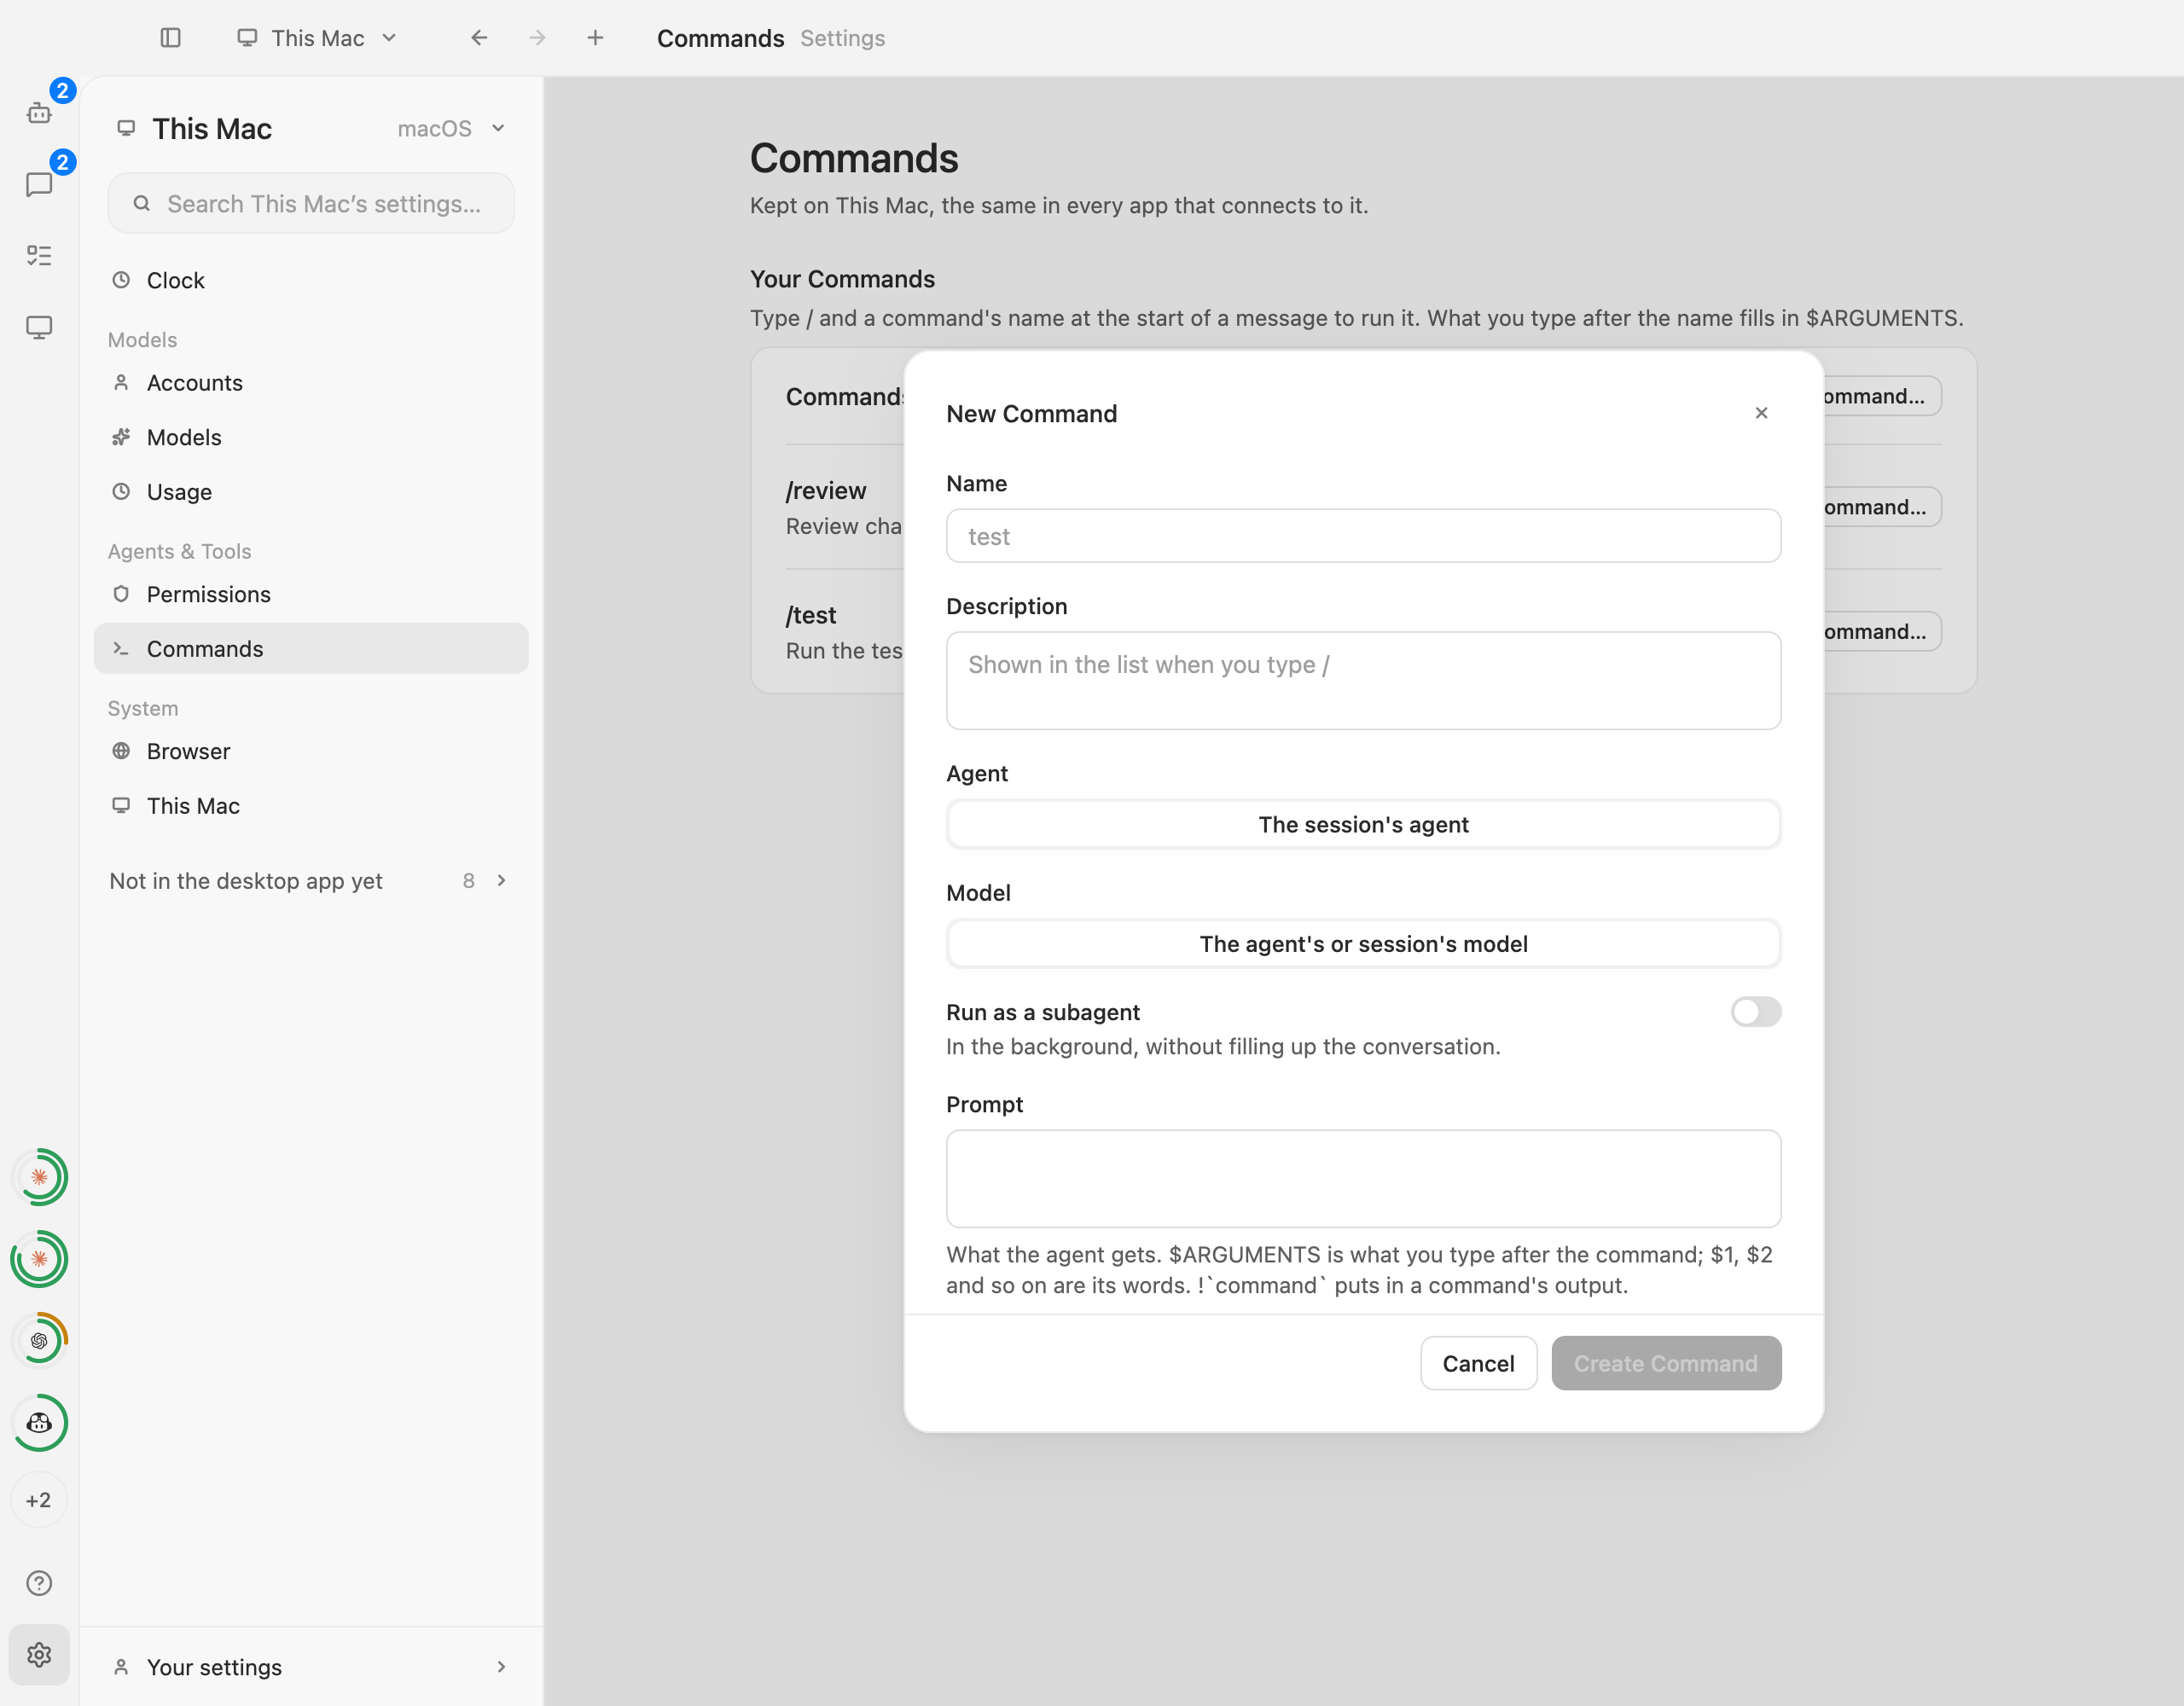 This Mac
Commands Settings
2
2
This Mac macOS
Search This Mac’s settings...
Clock
Models
Accounts
Models
Usage
Agents & Tools
Permissions
Commands
System
Browser
This Mac
Not in the desktop app yet 8
+2
Your settings
Commands
Kept on This Mac, the same in every app that connects to it.
Your Commands
Type / and a command's name at the start of a message to run it. What you type after the name fills in $ARGUMENTS.
Commands ommand...
/review
Review cha ommand...
/test
Run the tes ommand...
New Command
Name
test
Description
Shown in the list when you type /
Agent
The session's agent
Model
The agent's or session's model
Run as a subagent
In the background, without filling up the conversation.
Prompt
What the agent gets. $ARGUMENTS is what you type after the command; $1, $2
and so on are its words. !`command` puts in a command's output.
Cancel Create Command